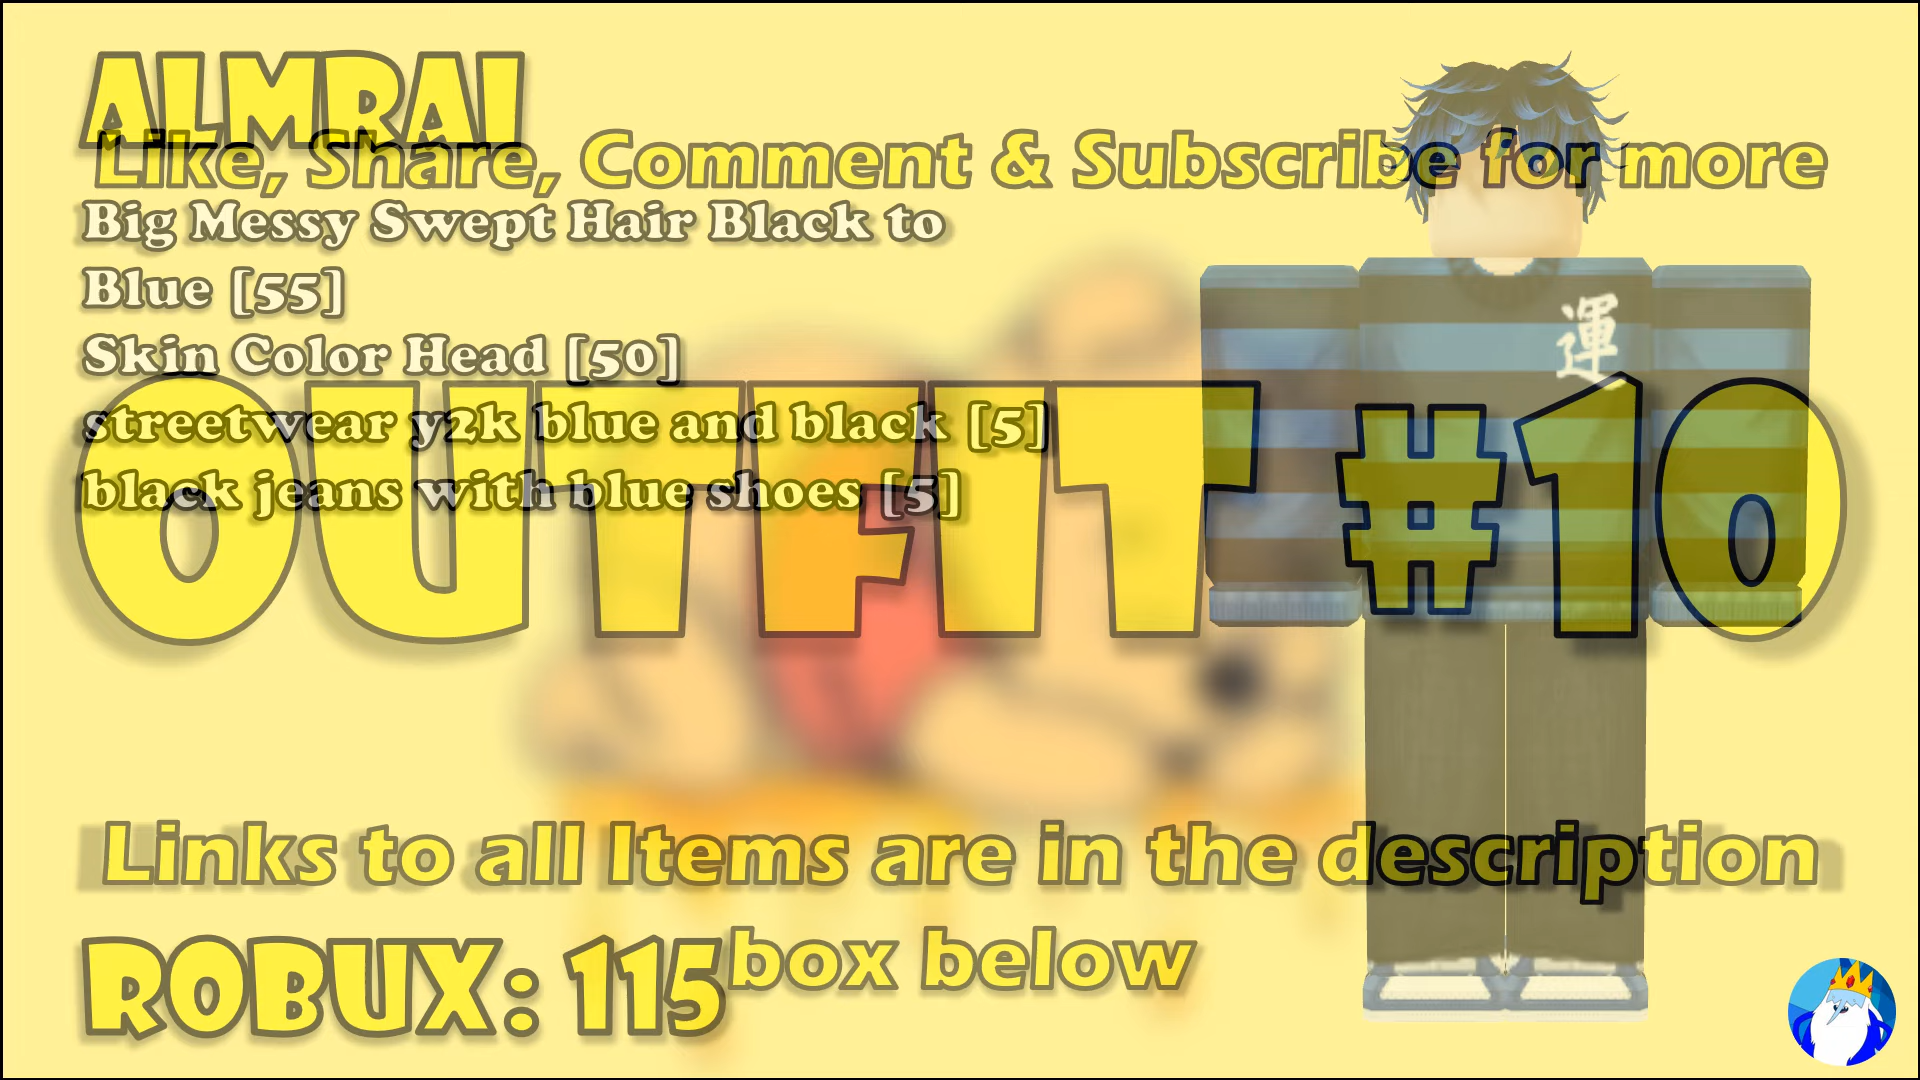 ALMRAI
Like, Share, Comment & Subscribe for more
Big Messy Swept Hair Black to
Blue [55]
Skin Color Head [50]
streetwear y2k blue and black [5]
black jeans with blue shoes [5]
OUTFIT #10
運
Links to all Items are in the description
box below
ROBUX: 115